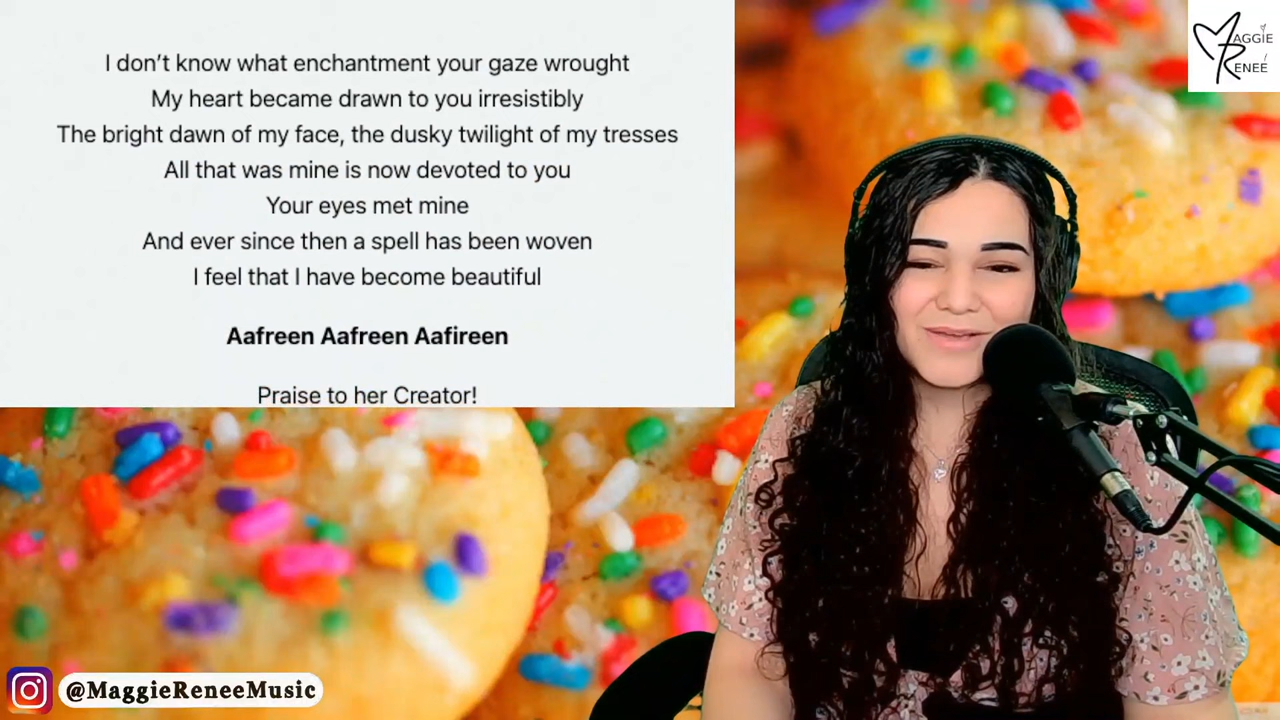 I don’t know what enchantment your gaze wrought
My heart became drawn to you irresistibly
The bright dawn of my face, the dusky twilight of my tresses
All that was mine is now devoted to you
Your eyes met mine
And ever since then a spell has been woven
I feel that I have become beautiful
Aafreen Aafreen Aafireen
Praise to her Creator!
MAGGIE
RENEE
@MaggieReneeMusic